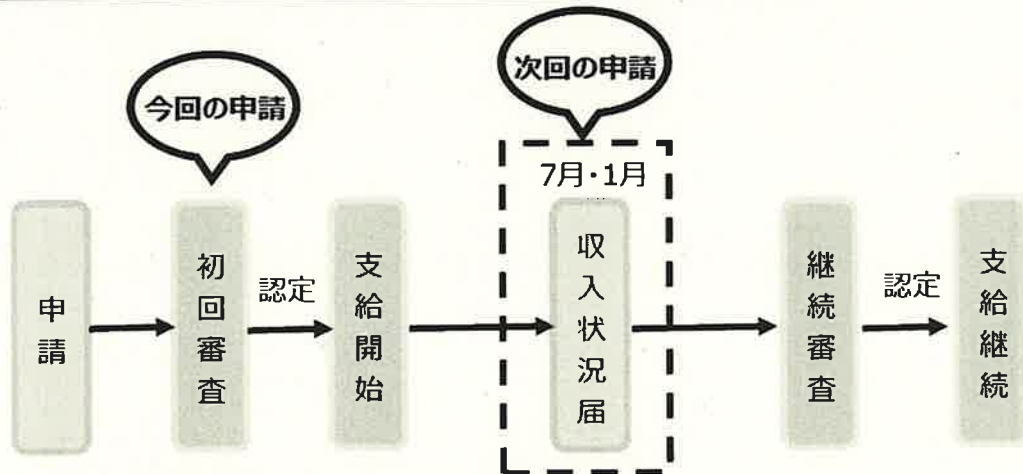 今回の申請
次回の申請
7月・1月
申請
初回審査
認定
支給開始
収入状況届
継続審査
認定
支給継続